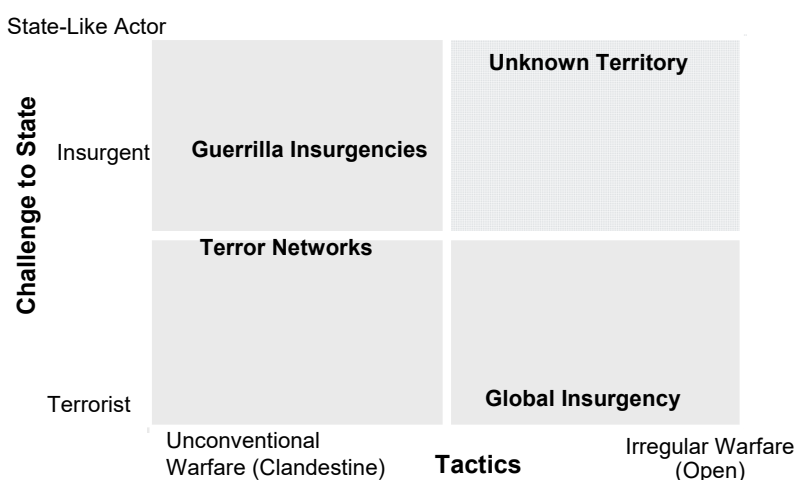 State-Like Actor
Unknown Territory
Challenge to State
Insurgent
Guerrilla Insurgencies
Terror Networks
Global Insurgency
Terrorist
Unconventional
Warfare (Clandestine)
Tactics
Irregular Warfare
(Open)